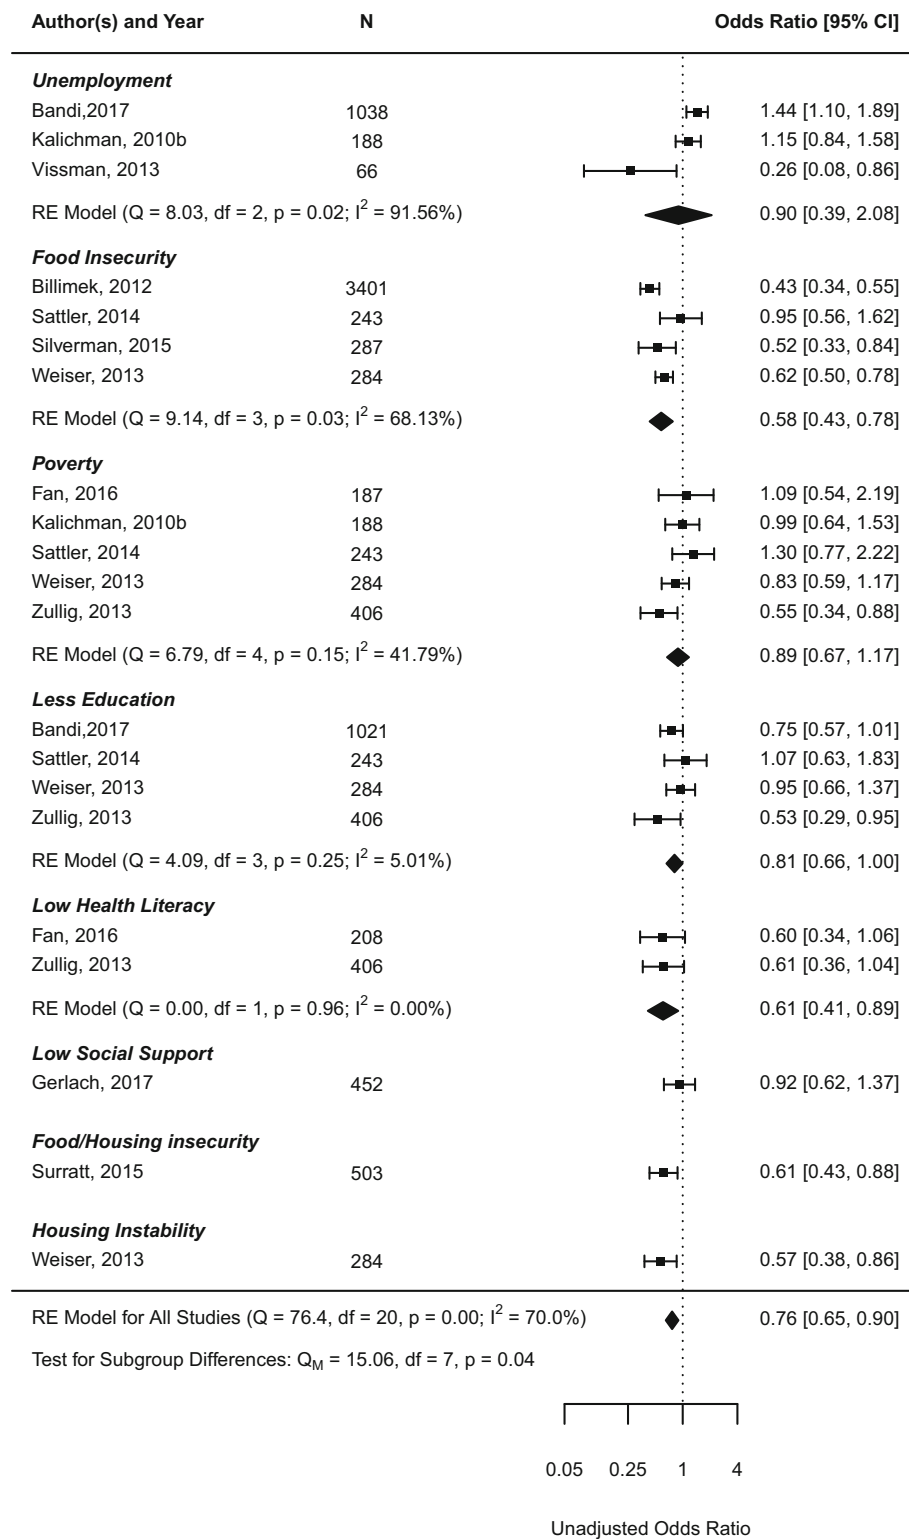 Author(s) and Year N Odds Ratio [95% CI]
Unemployment
Bandi,2017 1038 1.44 [1.10, 1.89]
Kalichman, 2010b 188 1.15 [0.84, 1.58]
Vissman, 2013 66 0.26 [0.08, 0.86]
RE Model (Q = 8.03, df = 2, p = 0.02; I² = 91.56%) 0.90 [0.39, 2.08]
Food Insecurity
Billimek, 2012 3401 0.43 [0.34, 0.55]
Sattler, 2014 243 0.95 [0.56, 1.62]
Silverman, 2015 287 0.52 [0.33, 0.84]
Weiser, 2013 284 0.62 [0.50, 0.78]
RE Model (Q = 9.14, df = 3, p = 0.03; I² = 68.13%) 0.58 [0.43, 0.78]
Poverty
Fan, 2016 187 1.09 [0.54, 2.19]
Kalichman, 2010b 188 0.99 [0.64, 1.53]
Sattler, 2014 243 1.30 [0.77, 2.22]
Weiser, 2013 284 0.83 [0.59, 1.17]
Zullig, 2013 406 0.55 [0.34, 0.88]
RE Model (Q = 6.79, df = 4, p = 0.15; I² = 41.79%) 0.89 [0.67, 1.17]
Less Education
Bandi,2017 1021 0.75 [0.57, 1.01]
Sattler, 2014 243 1.07 [0.63, 1.83]
Weiser, 2013 284 0.95 [0.66, 1.37]
Zullig, 2013 406 0.53 [0.29, 0.95]
RE Model (Q = 4.09, df = 3, p = 0.25; I² = 5.01%) 0.81 [0.66, 1.00]
Low Health Literacy
Fan, 2016 208 0.60 [0.34, 1.06]
Zullig, 2013 406 0.61 [0.36, 1.04]
RE Model (Q = 0.00, df = 1, p = 0.96; I² = 0.00%) 0.61 [0.41, 0.89]
Low Social Support
Gerlach, 2017 452 0.92 [0.62, 1.37]
Food/Housing insecurity
Surratt, 2015 503 0.61 [0.43, 0.88]
Housing Instability
Weiser, 2013 284 0.57 [0.38, 0.86]
RE Model for All Studies (Q = 76.4, df = 20, p = 0.00; I² = 70.0%) 0.76 [0.65, 0.90]
Test for Subgroup Differences: Q_M = 15.06, df = 7, p = 0.04
0.05 0.25 1 4
Unadjusted Odds Ratio